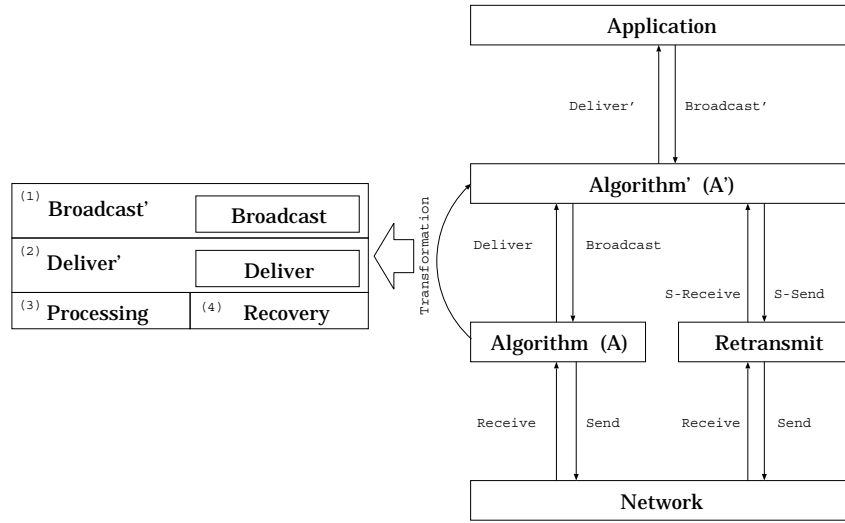 Application
Deliver’ Broadcast’
Algorithm’ (A’)
(1) Broadcast’ Broadcast
(2) Deliver’ Deliver
(3) Processing (4) Recovery
Transformation
Deliver Broadcast
S-Receive S-Send
Algorithm (A) Retransmit
Receive Send Receive Send
Network